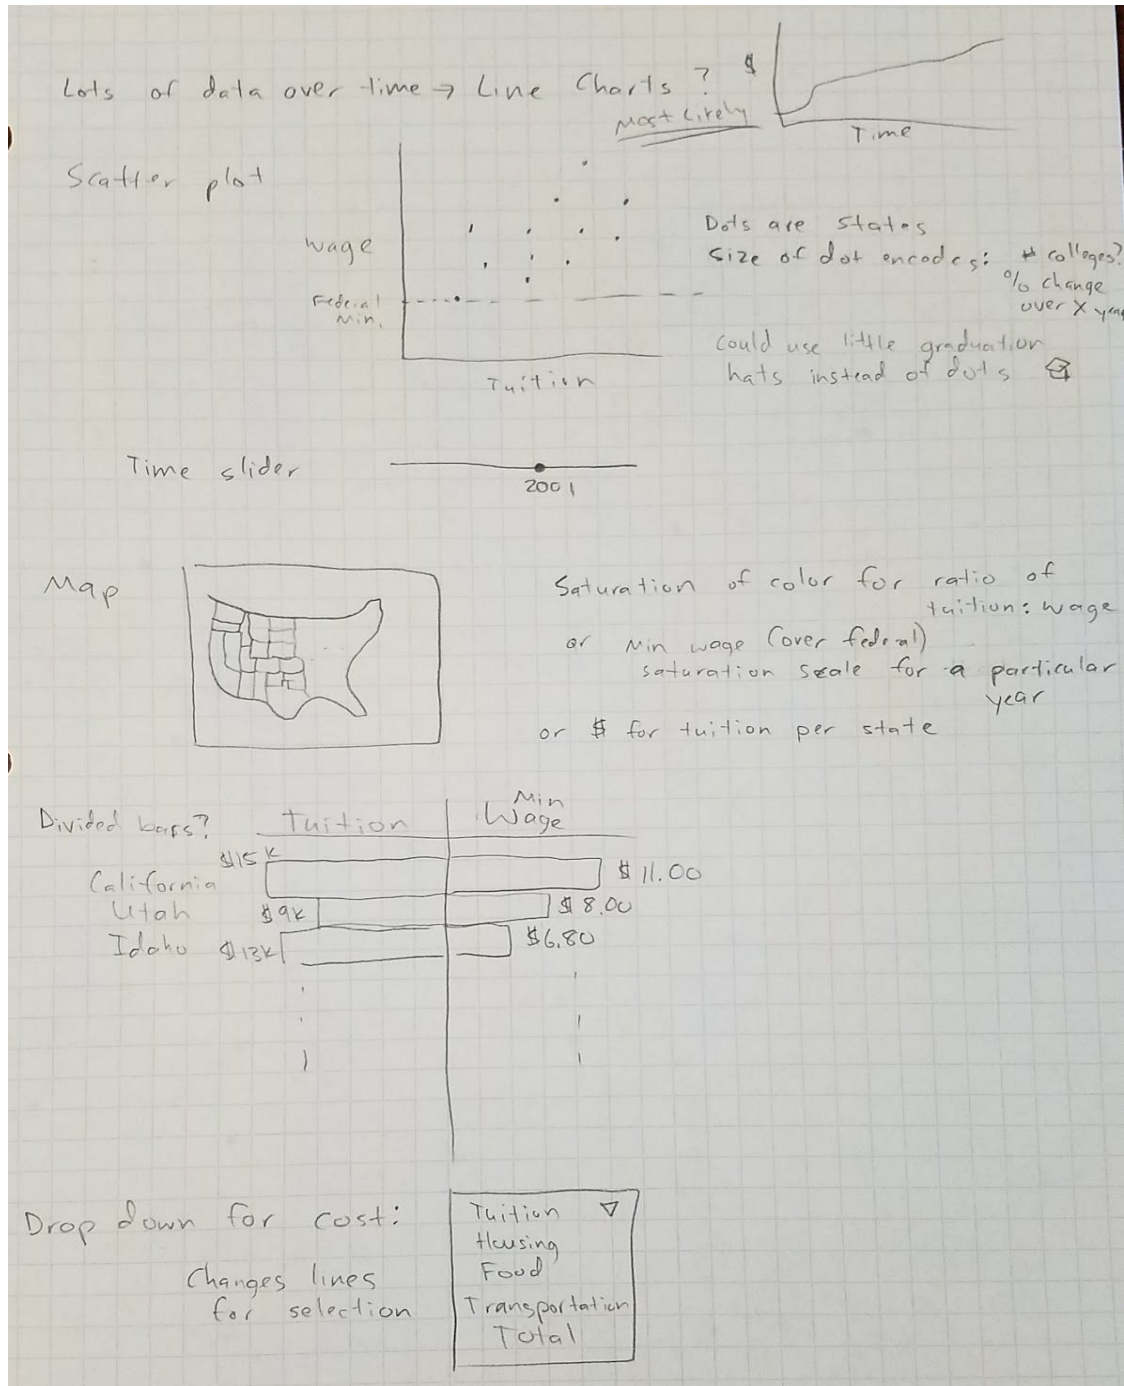 Lots of data over time → Line Charts ?
Most Likely
$
Time
Scatter plot
Wage
Federal
Min.
Tuition
Dots are states
size of dot encodes: # colleges?
% change
over X year
could use little graduation
hats instead of dots
Time slider
2001
Map
Saturation of color for ratio of
tuition: wage
or Min wage (over federal)
saturation scale for a particular
year
or $ for tuition per state
Divided bars?
Tuition
Min
Wage
$15K
California
$11.00
Utah
$9K
$8.00
Idaho
$13K
$6.80
Drop down for cost:
Changes lines
for selection
Tuition
Housing
Food
Transportation
Total